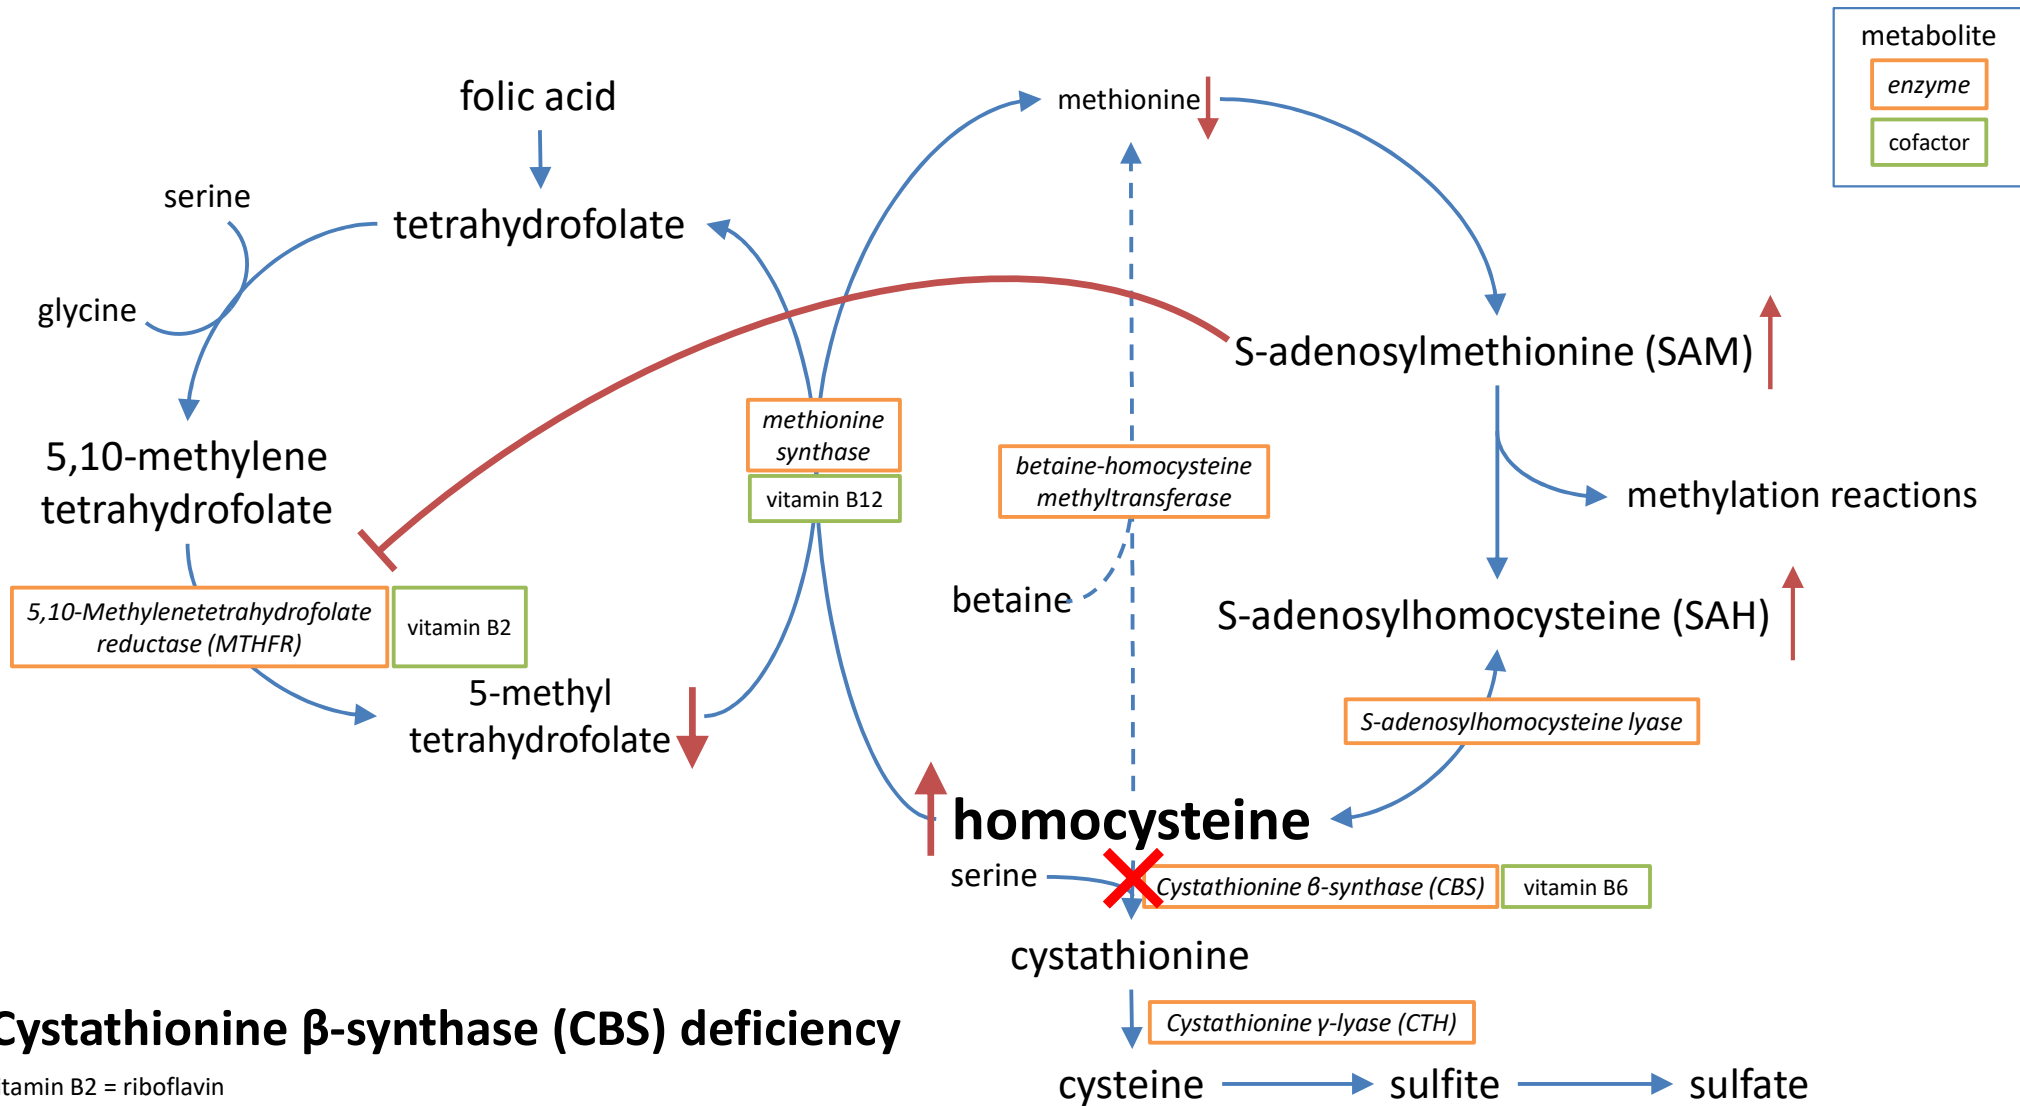 metabolite
enzyme
cofactor
folic acid
methionine
serine
tetrahydrofolate
glycine
S-adenosylmethionine (SAM)
methionine
synthase
vitamin B12
5,10-methylene
tetrahydrofolate
betaine-homocysteine
methyltransferase
methylation reactions
betaine
5,10-Methylenetetrahydrofolate
reductase (MTHFR)
vitamin B2
S-adenosylhomocysteine (SAH)
5-methyl
tetrahydrofolate
S-adenosylhomocysteine lyase
homocysteine
serine
Cystathionine β-synthase (CBS)
vitamin B6
cystathionine
Cystathionine γ-lyase (CTH)
Cystathionine β-synthase (CBS) deficiency
cysteine
sulfite
sulfate
itamin B2 = riboflavin